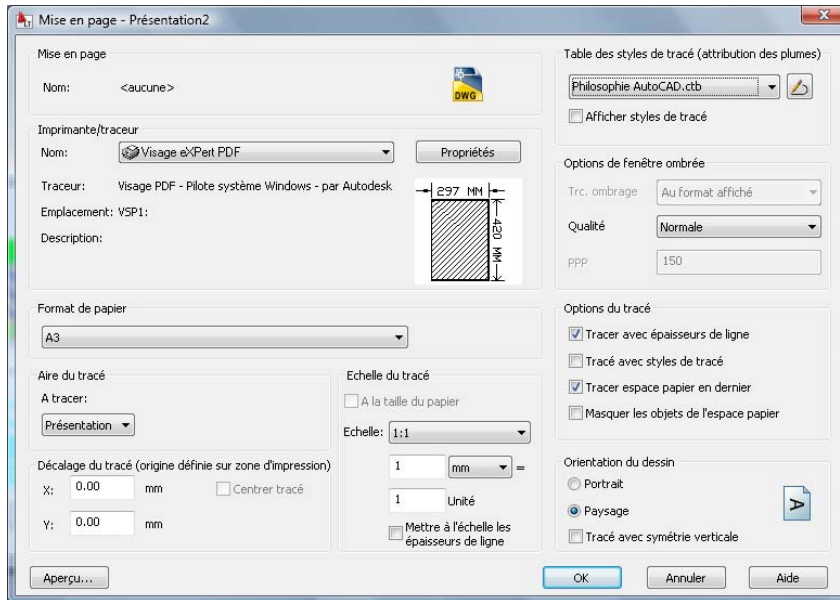 Mise en page - Présentation2
Mise en page
Nom: <aucune>
DWG
Imprimante/traceur
Nom: Visage eXPert PDF
Propriétés
Traceur: Visage PDF - Pilote système Windows - par Autodesk
Emplacement: VSP1:
Description:
297 MM
420 MM
Format de papier
A3
Aire du tracé
A tracer:
Présentation
Décalage du tracé (origine définie sur zone d'impression)
X: 0.00 mm
Centrer tracé
Y: 0.00 mm
Echelle du tracé
A la taille du papier
Echelle: 1:1
1 mm =
1 Unité
Mettre à l'échelle les
épaisseurs de ligne
Table des styles de tracé (attribution des plumes)
Philosophie AutoCAD.ctb
Afficher styles de tracé
Options de fenêtre ombrée
Trc. ombrage Au format affiché
Qualité Normale
PPP 150
Options du tracé
Tracer avec épaisseurs de ligne
Tracé avec styles de tracé
Tracer espace papier en dernier
Masquer les objets de l'espace papier
Orientation du dessin
Portrait
Paysage
A
Tracé avec symétrie verticale
Aperçu...
OK
Annuler
Aide